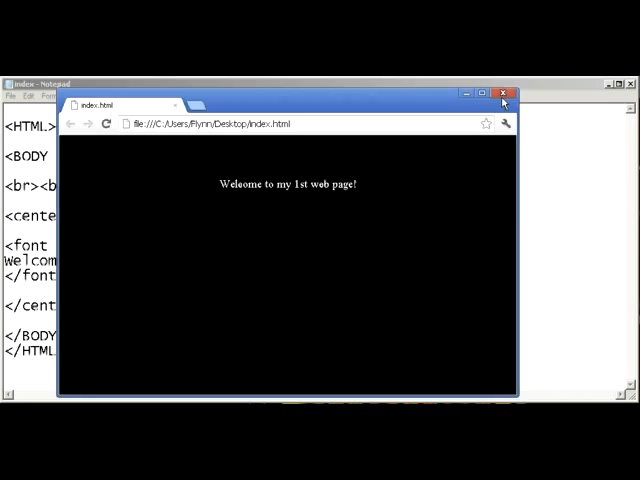 index - Notepad
File Edit Form
<HTML>
<BODY
<br><b
<cente
<font
Welcom
</font
</cent
</BODY
</HTML
index.html
file:///C:/Users/Flynn/Desktop/index.html
Welcome to my 1st web page!